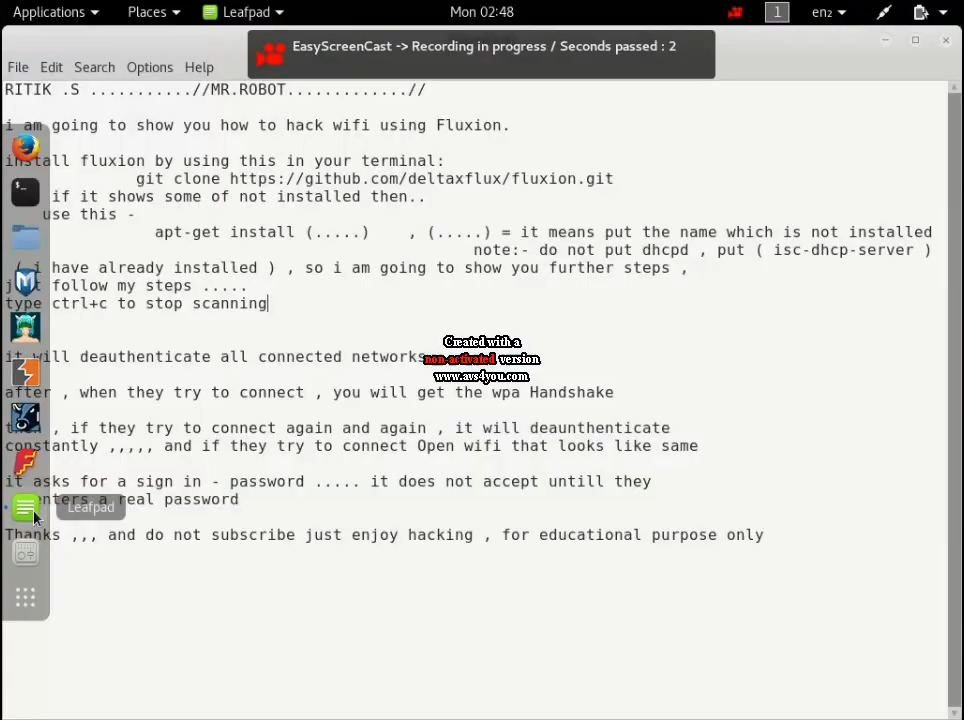 Applications Places Leafpad Mon 02:48 1 en₂
EasyScreenCast -> Recording in progress / Seconds passed : 2
File Edit Search Options Help
RITIK .S ...........//MR.ROBOT.............//
i am going to show you how to hack wifi using Fluxion.
install fluxion by using this in your terminal:
git clone https://github.com/deltaxflux/fluxion.git
if it shows some of not installed then..
use this -
apt-get install (.....) , (.....) = it means put the name which is not installed
note:- do not put dhcpd , put ( isc-dhcp-server )
( i have already installed ) , so i am going to show you further steps ,
just follow my steps .....
type ctrl+c to stop scanning
Created with a
it will deauthenticate all connected networks
non-activated version
www.avs4you.com
after , when they try to connect , you will get the wpa Handshake
then , if they try to connect again and again , it will deaunthenticate
constantly ,,,,, and if they try to connect Open wifi that looks like same
it asks for a sign in - password ..... it does not accept untill they
enters a real password
Leafpad
Thanks ,,, and do not subscribe just enjoy hacking , for educational purpose only